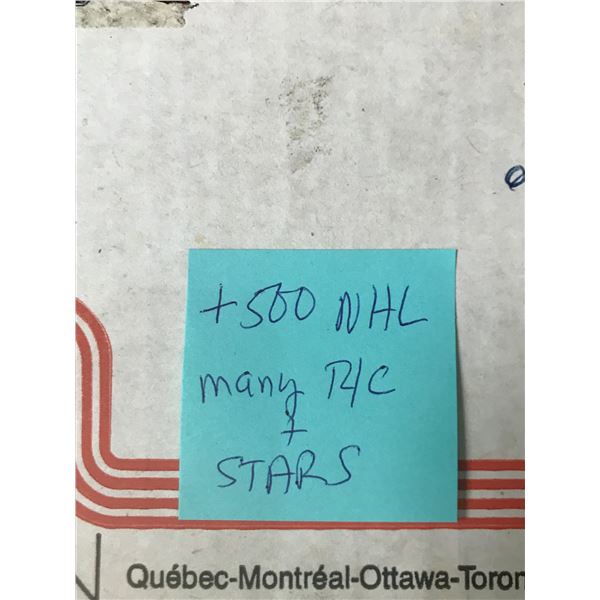 +500 NHL
many R/C
+
STARS
Québec-Montréal-Ottawa-Toron